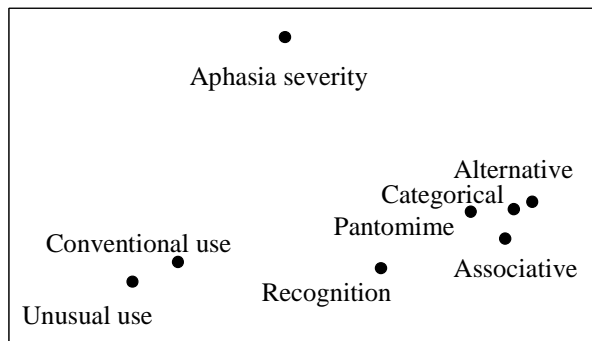 Aphasia severity
Alternative
Categorical
Pantomime
Conventional use
Associative
Recognition
Unusual use